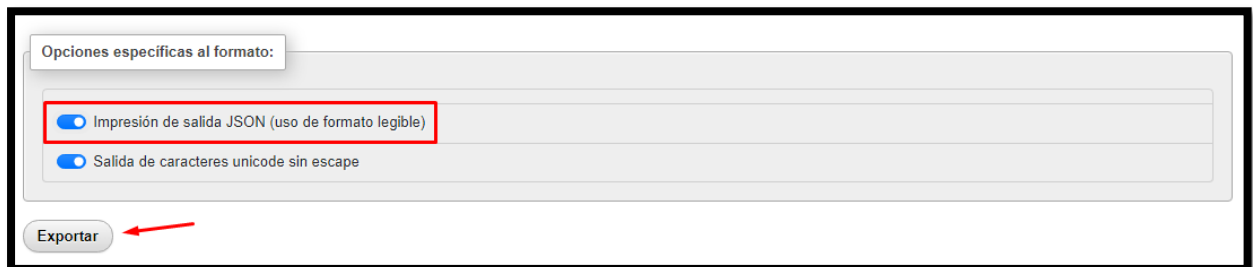 Opciones específicas al formato:
Impresión de salida JSON (uso de formato legible)
Salida de caracteres unicode sin escape
Exportar